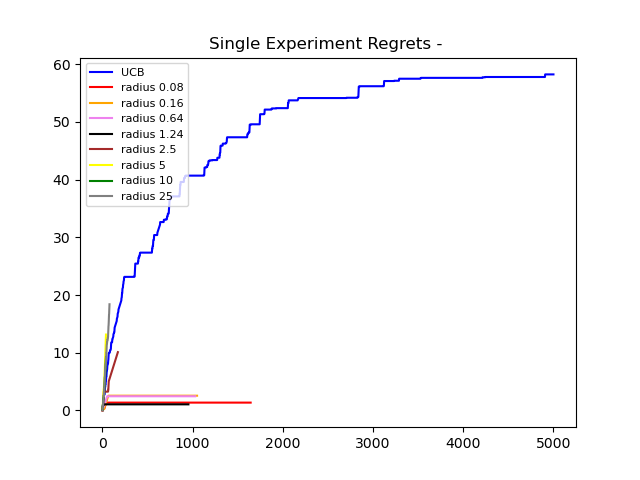 Single Experiment Regrets -
UCB
radius 0.08
radius 0.16
radius 0.64
radius 1.24
radius 2.5
radius 5
radius 10
radius 25
60
50
40
30
20
10
0
0 1000 2000 3000 4000 5000